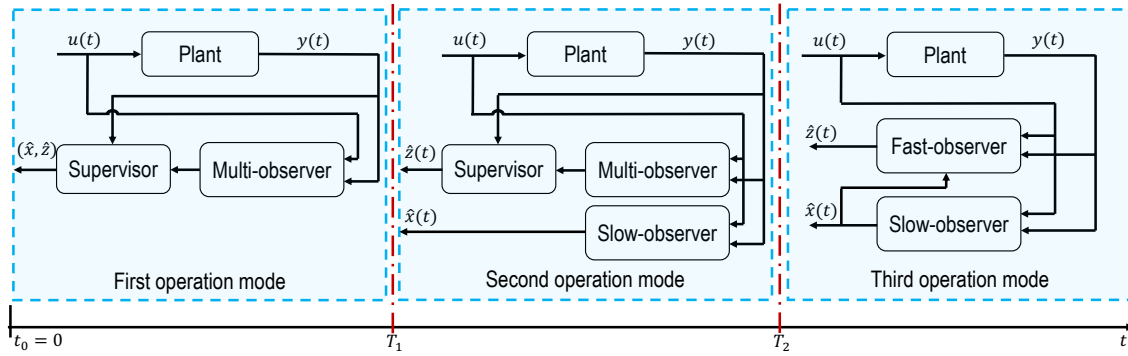 u(t)
Plant
y(t)
(x̂, ẑ)
Supervisor
Multi-observer
First operation mode
u(t)
Plant
y(t)
ẑ(t)
Supervisor
Multi-observer
x̂(t)
Slow-observer
Second operation mode
u(t)
Plant
y(t)
ẑ(t)
Fast-observer
x̂(t)
Slow-observer
Third operation mode
t₀ = 0
T₁
T₂
t